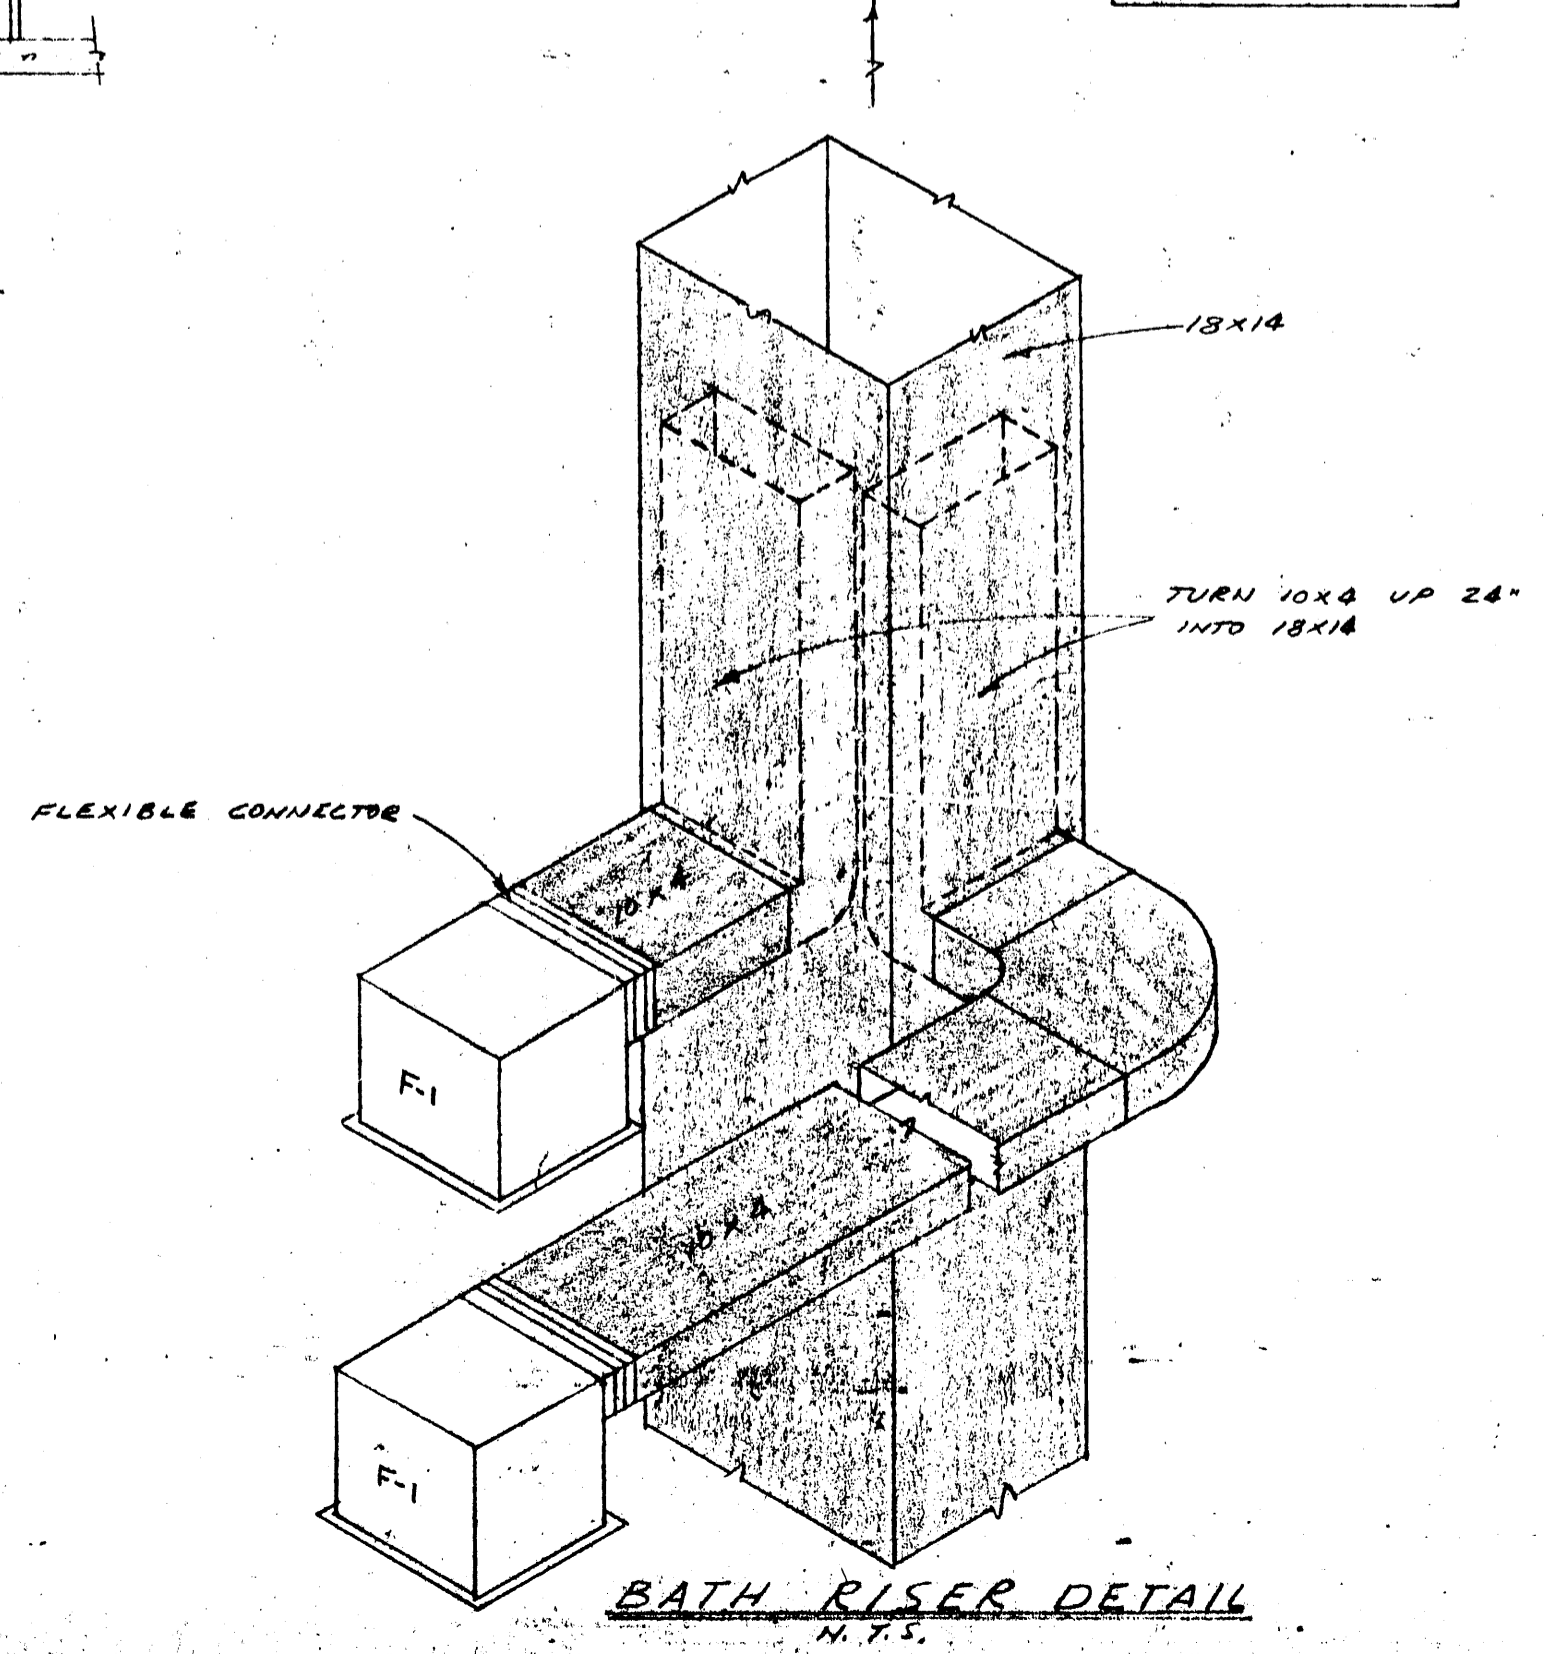 18X14
TURN 10X4 UP 24"
INTO 18X14
FLEXIBLE CONNECTOR
10X4
F-1
10X4
F-1
BATH RISER DETAIL
N.T.S.